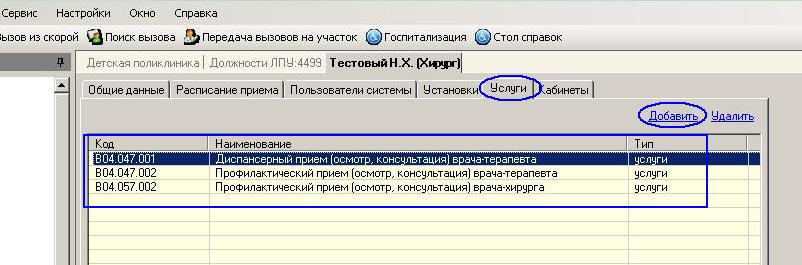 Сервис Настройки Окно Справка
Вызов из скорой Поиск вызова Передача вызовов на участок Госпитализация Стол справок
Детская поликлиника Должности ЛПУ:4499 Тестовый Н.Х. (Хирург)
Общие данные Расписание приема Пользователи системы Установки Услуги Кабинеты
Добавить Удалить
Код Наименование Тип
B04.047.001 Диспансерный прием (осмотр, консультация) врача-терапевта услуги
B04.047.002 Профилактический прием (осмотр, консультация) врача-терапевта услуги
B04.057.002 Профилактический прием (осмотр, консультация) врача-хирурга услуги